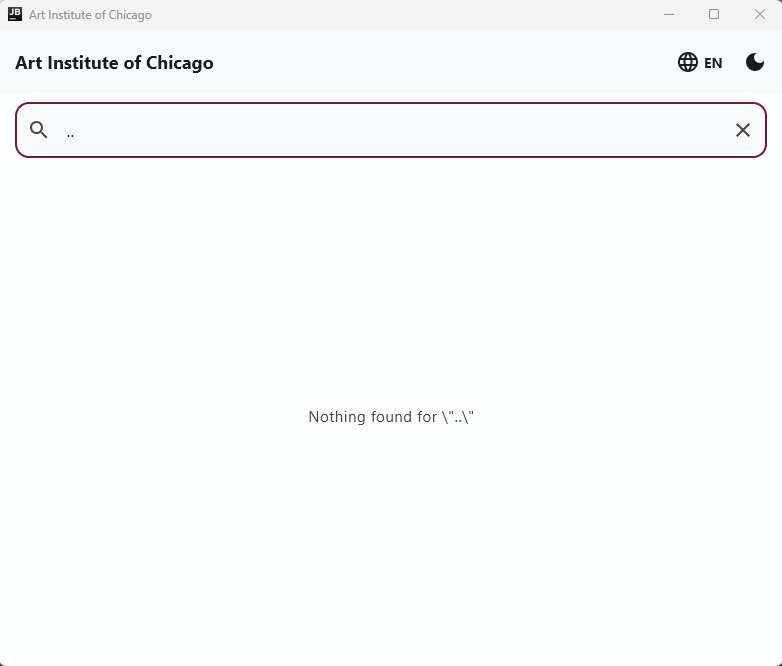 JB Art Institute of Chicago
Art Institute of Chicago
EN
..
Nothing found for \"..\"